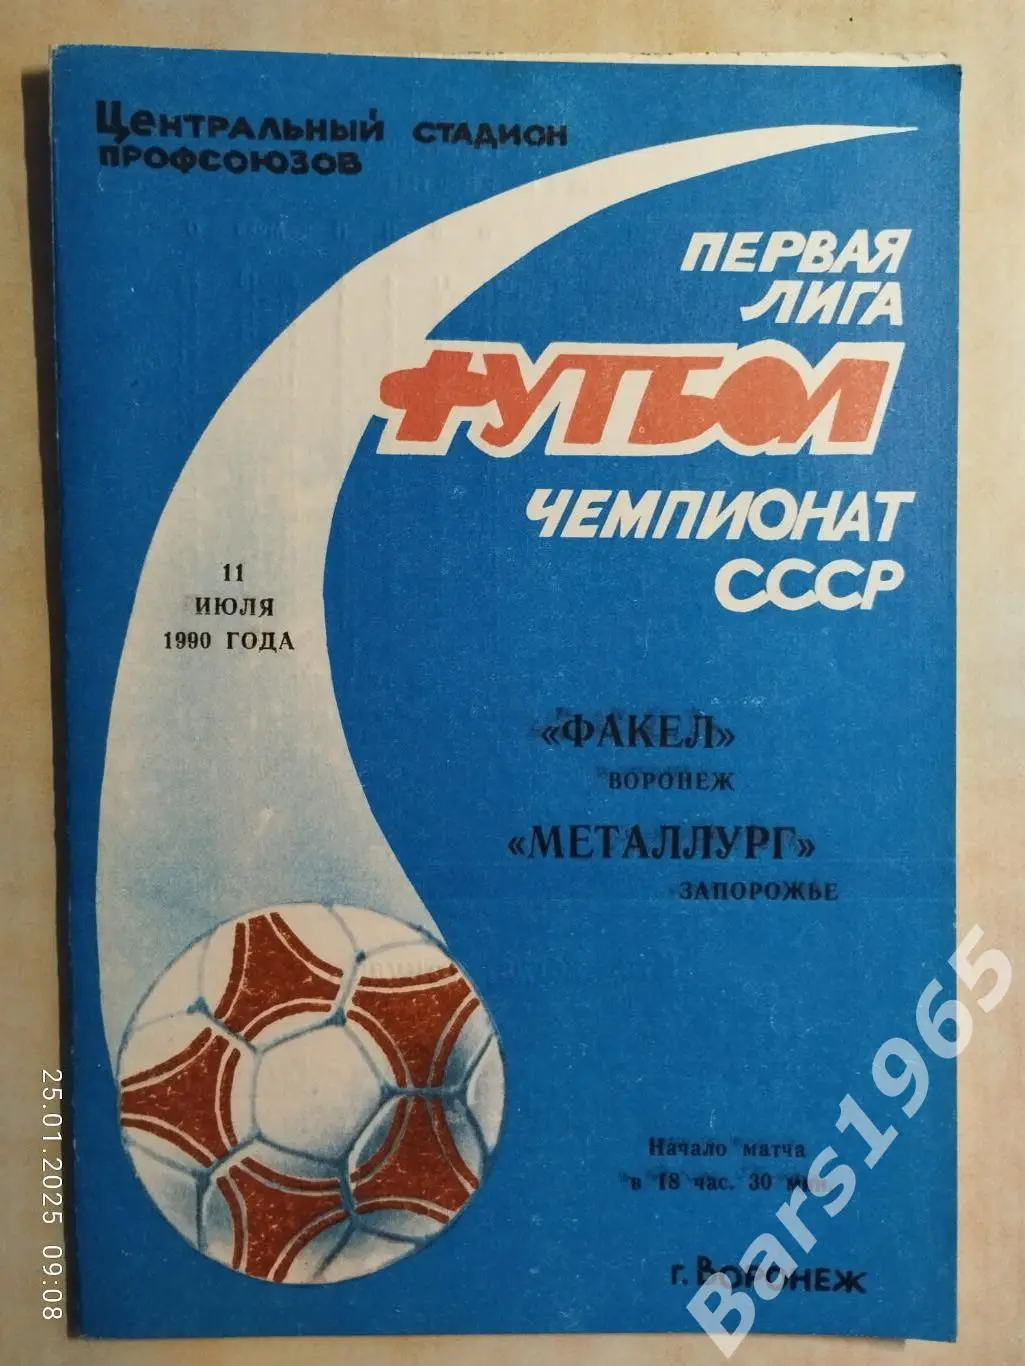 Центральный стадион
профсоюзов
ПЕРВАЯ
ЛИГА
ФУТБОЛ
ЧЕМПИОНАТ
СССР
11
ИЮЛЯ
1990 ГОДА
«ФАКЕЛ»
ВОРОНЕЖ
«МЕТАЛЛУРГ»
ЗАПОРОЖЬЕ
Начало матча
в 18 час. 30 мин.
г. Воронеж
25.01.2025 09:08
Bars1965